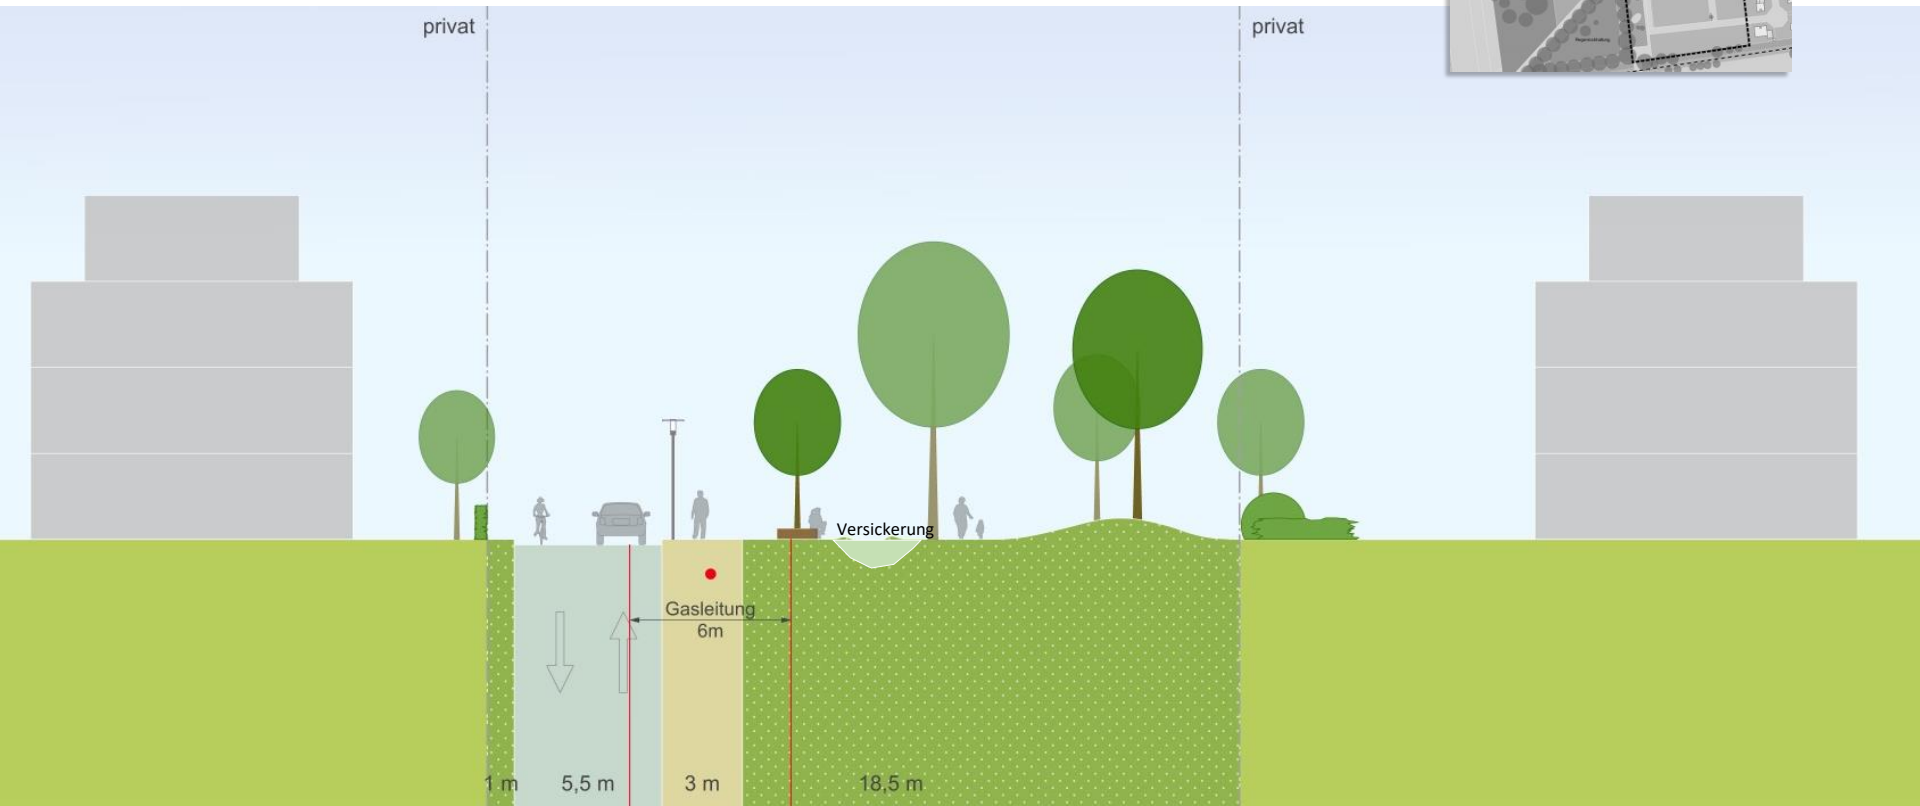 privat
privat
Versickerung
Gasleitung
6m
1 m
5,5 m
3 m
18,5 m